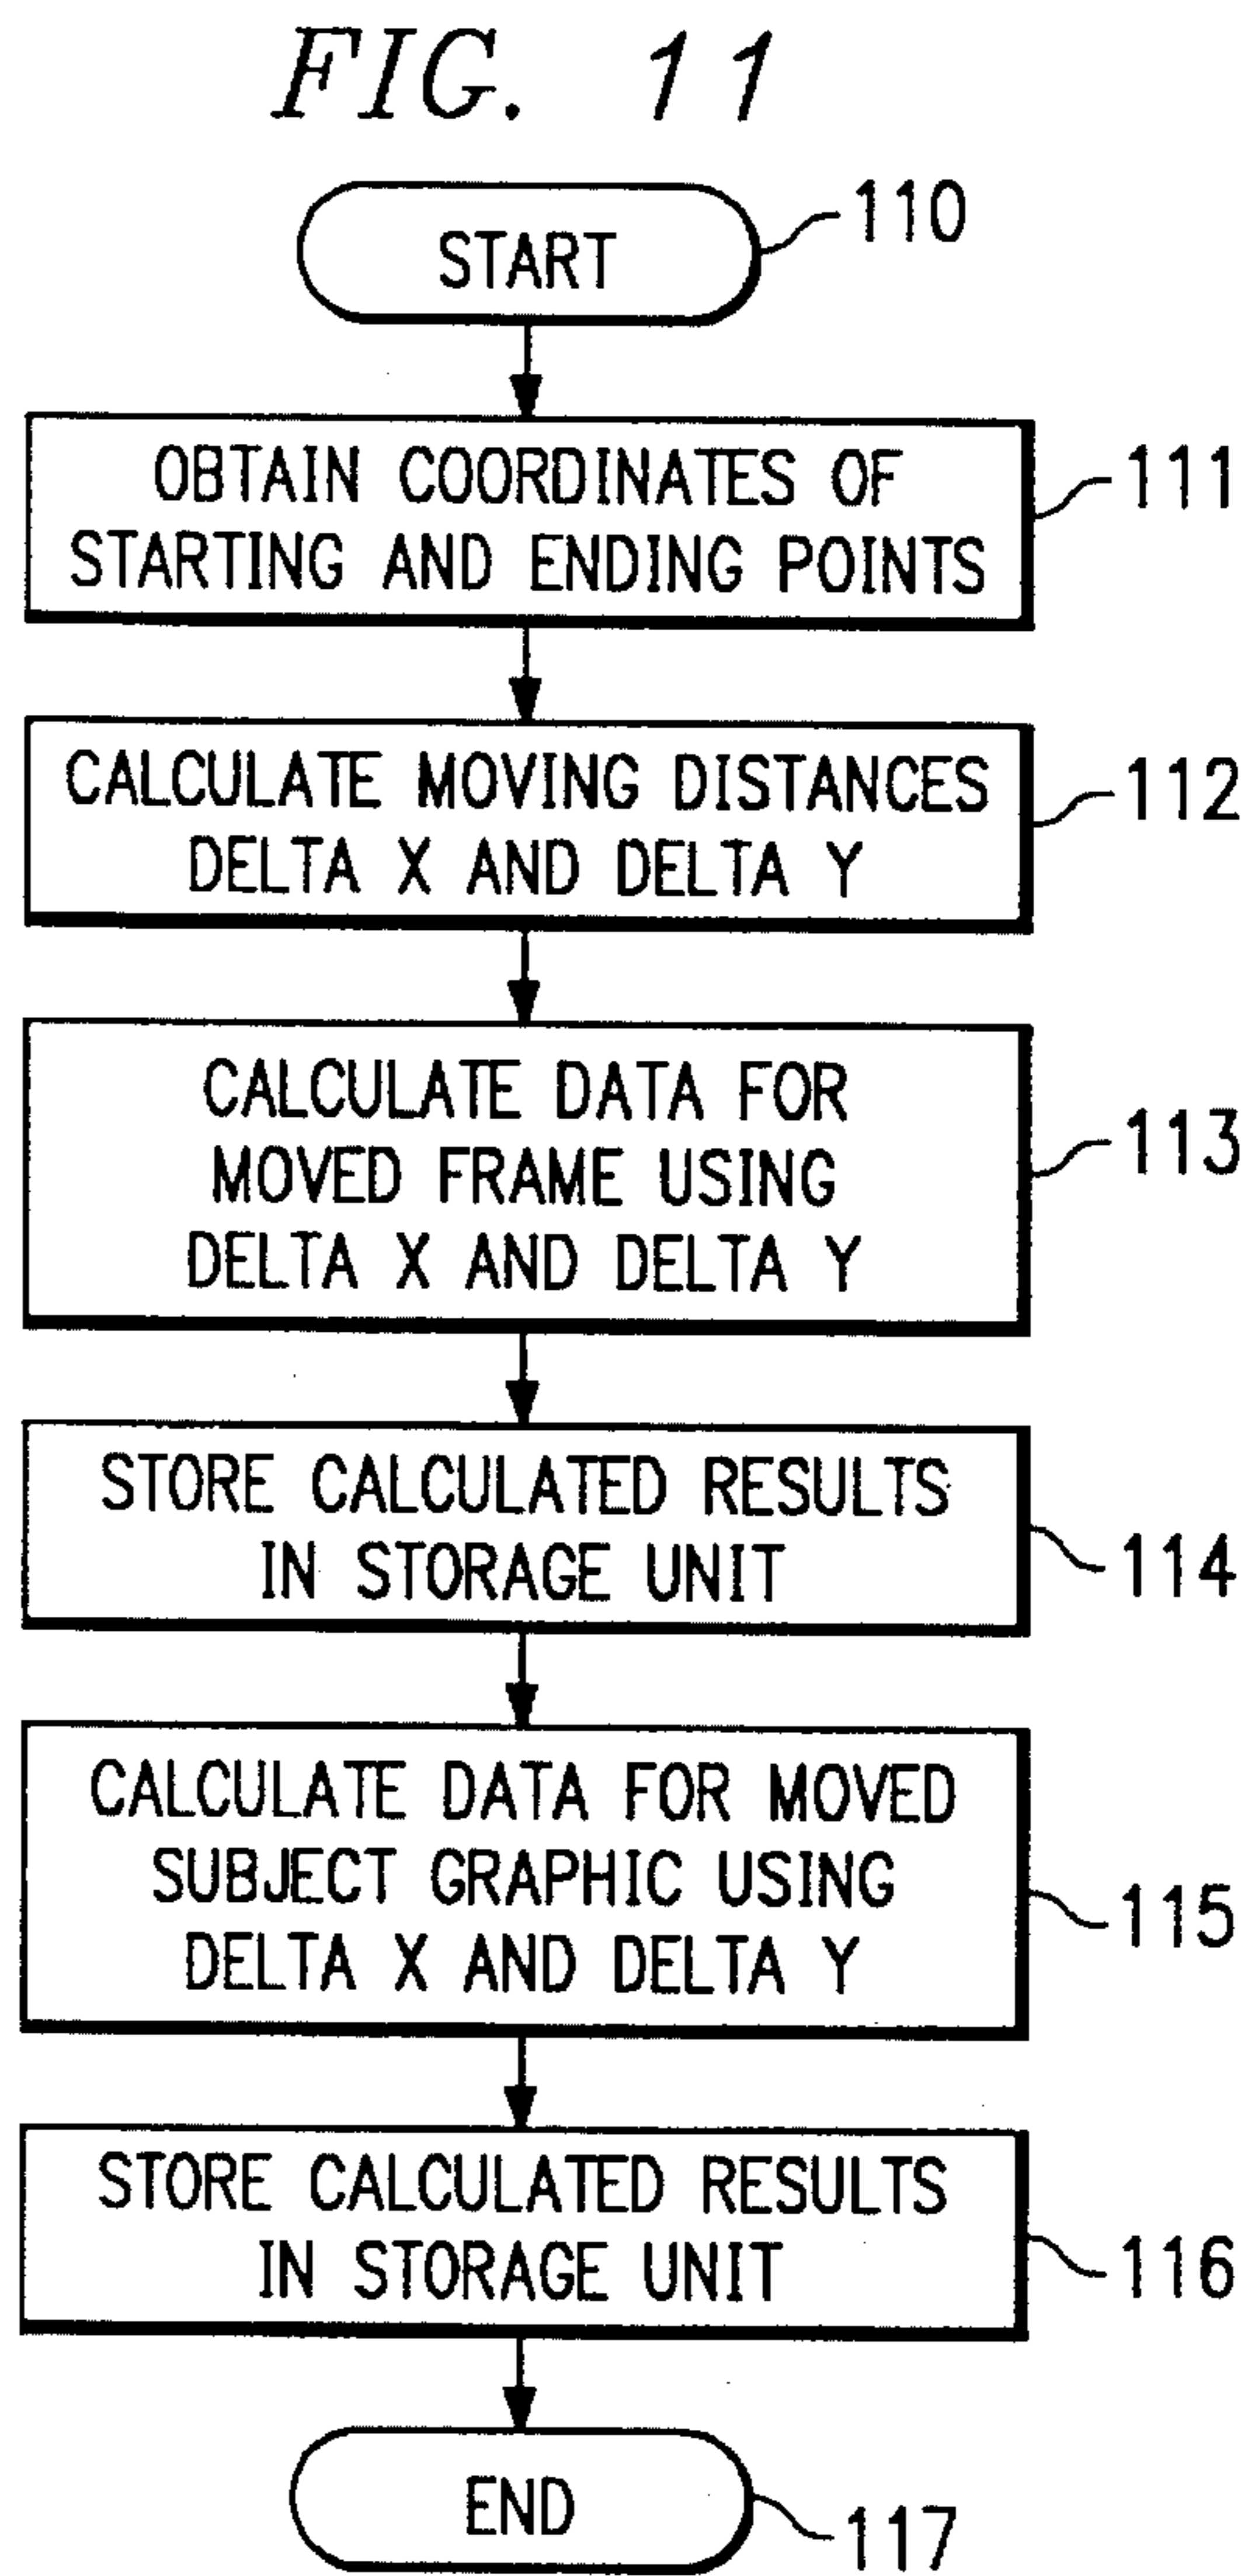 FIG. 11
START
110
OBTAIN COORDINATES OF
STARTING AND ENDING POINTS
111
CALCULATE MOVING DISTANCES
DELTA X AND DELTA Y
112
CALCULATE DATA FOR
MOVED FRAME USING
DELTA X AND DELTA Y
113
STORE CALCULATED RESULTS
IN STORAGE UNIT
114
CALCULATE DATA FOR MOVED
SUBJECT GRAPHIC USING
DELTA X AND DELTA Y
115
STORE CALCULATED RESULTS
IN STORAGE UNIT
116
END
117